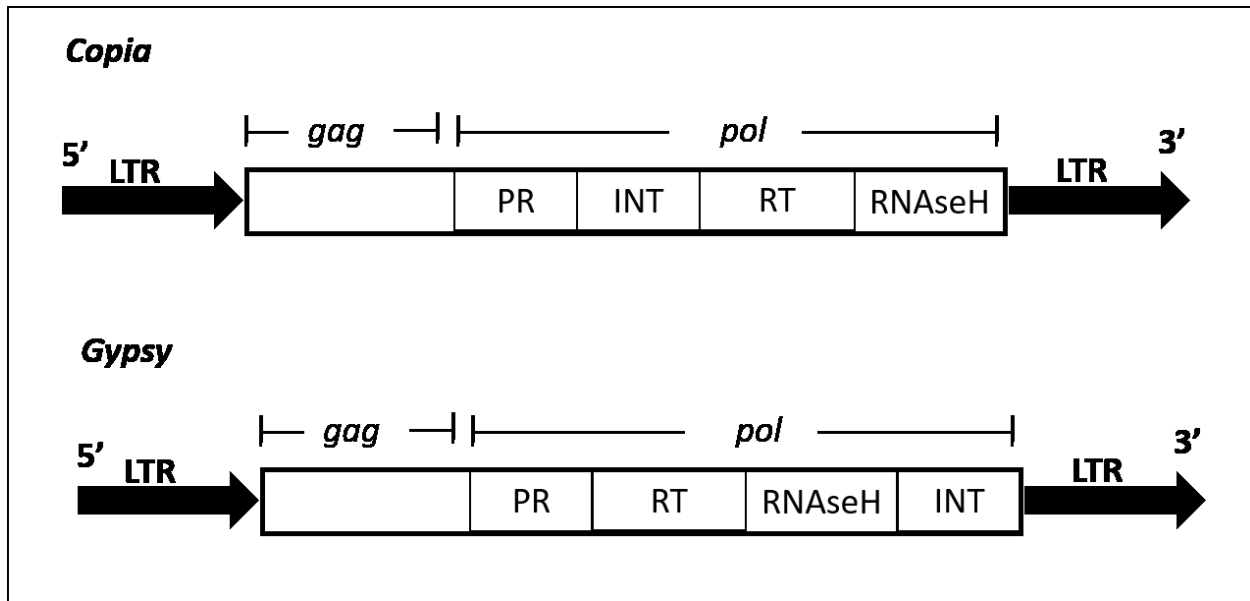 Copia
gag pol
5’ LTR LTR 3’
PR INT RT RNAseH
Gypsy
gag pol
5’ LTR LTR 3’
PR RT RNAseH INT